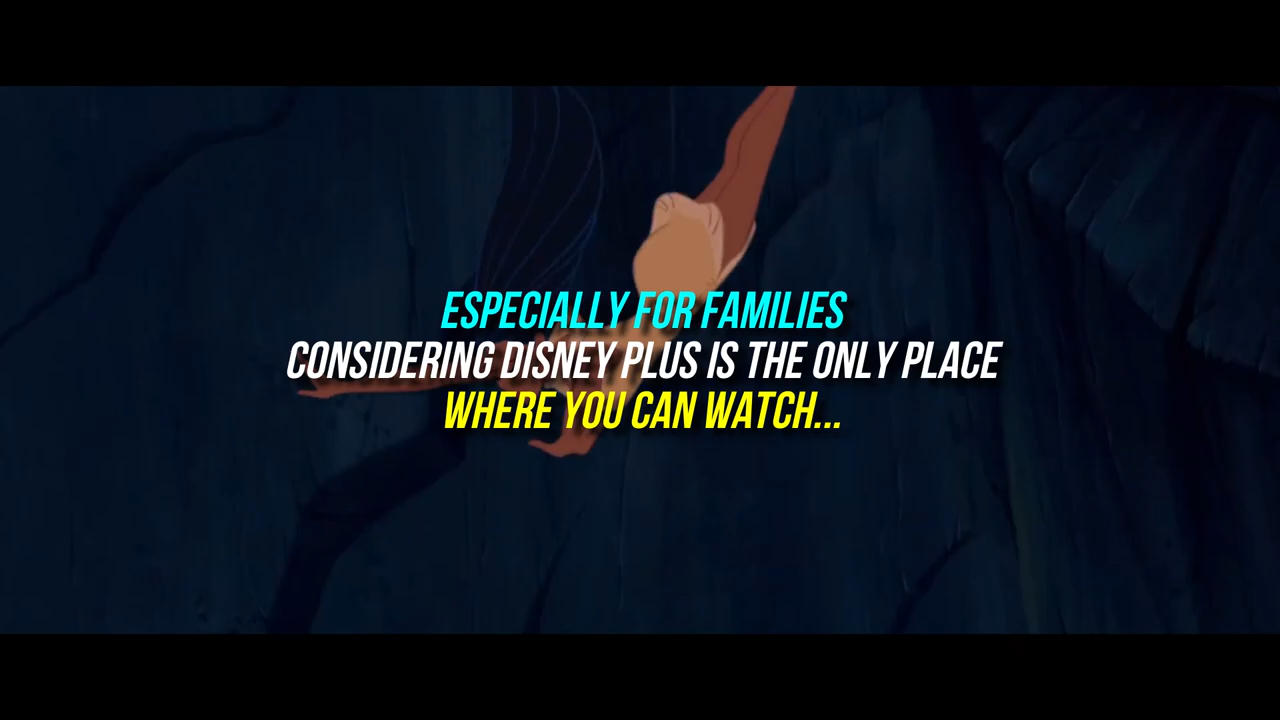 ESPECIALLY FOR FAMILIES
CONSIDERING DISNEY PLUS IS THE ONLY PLACE
WHERE YOU CAN WATCH...